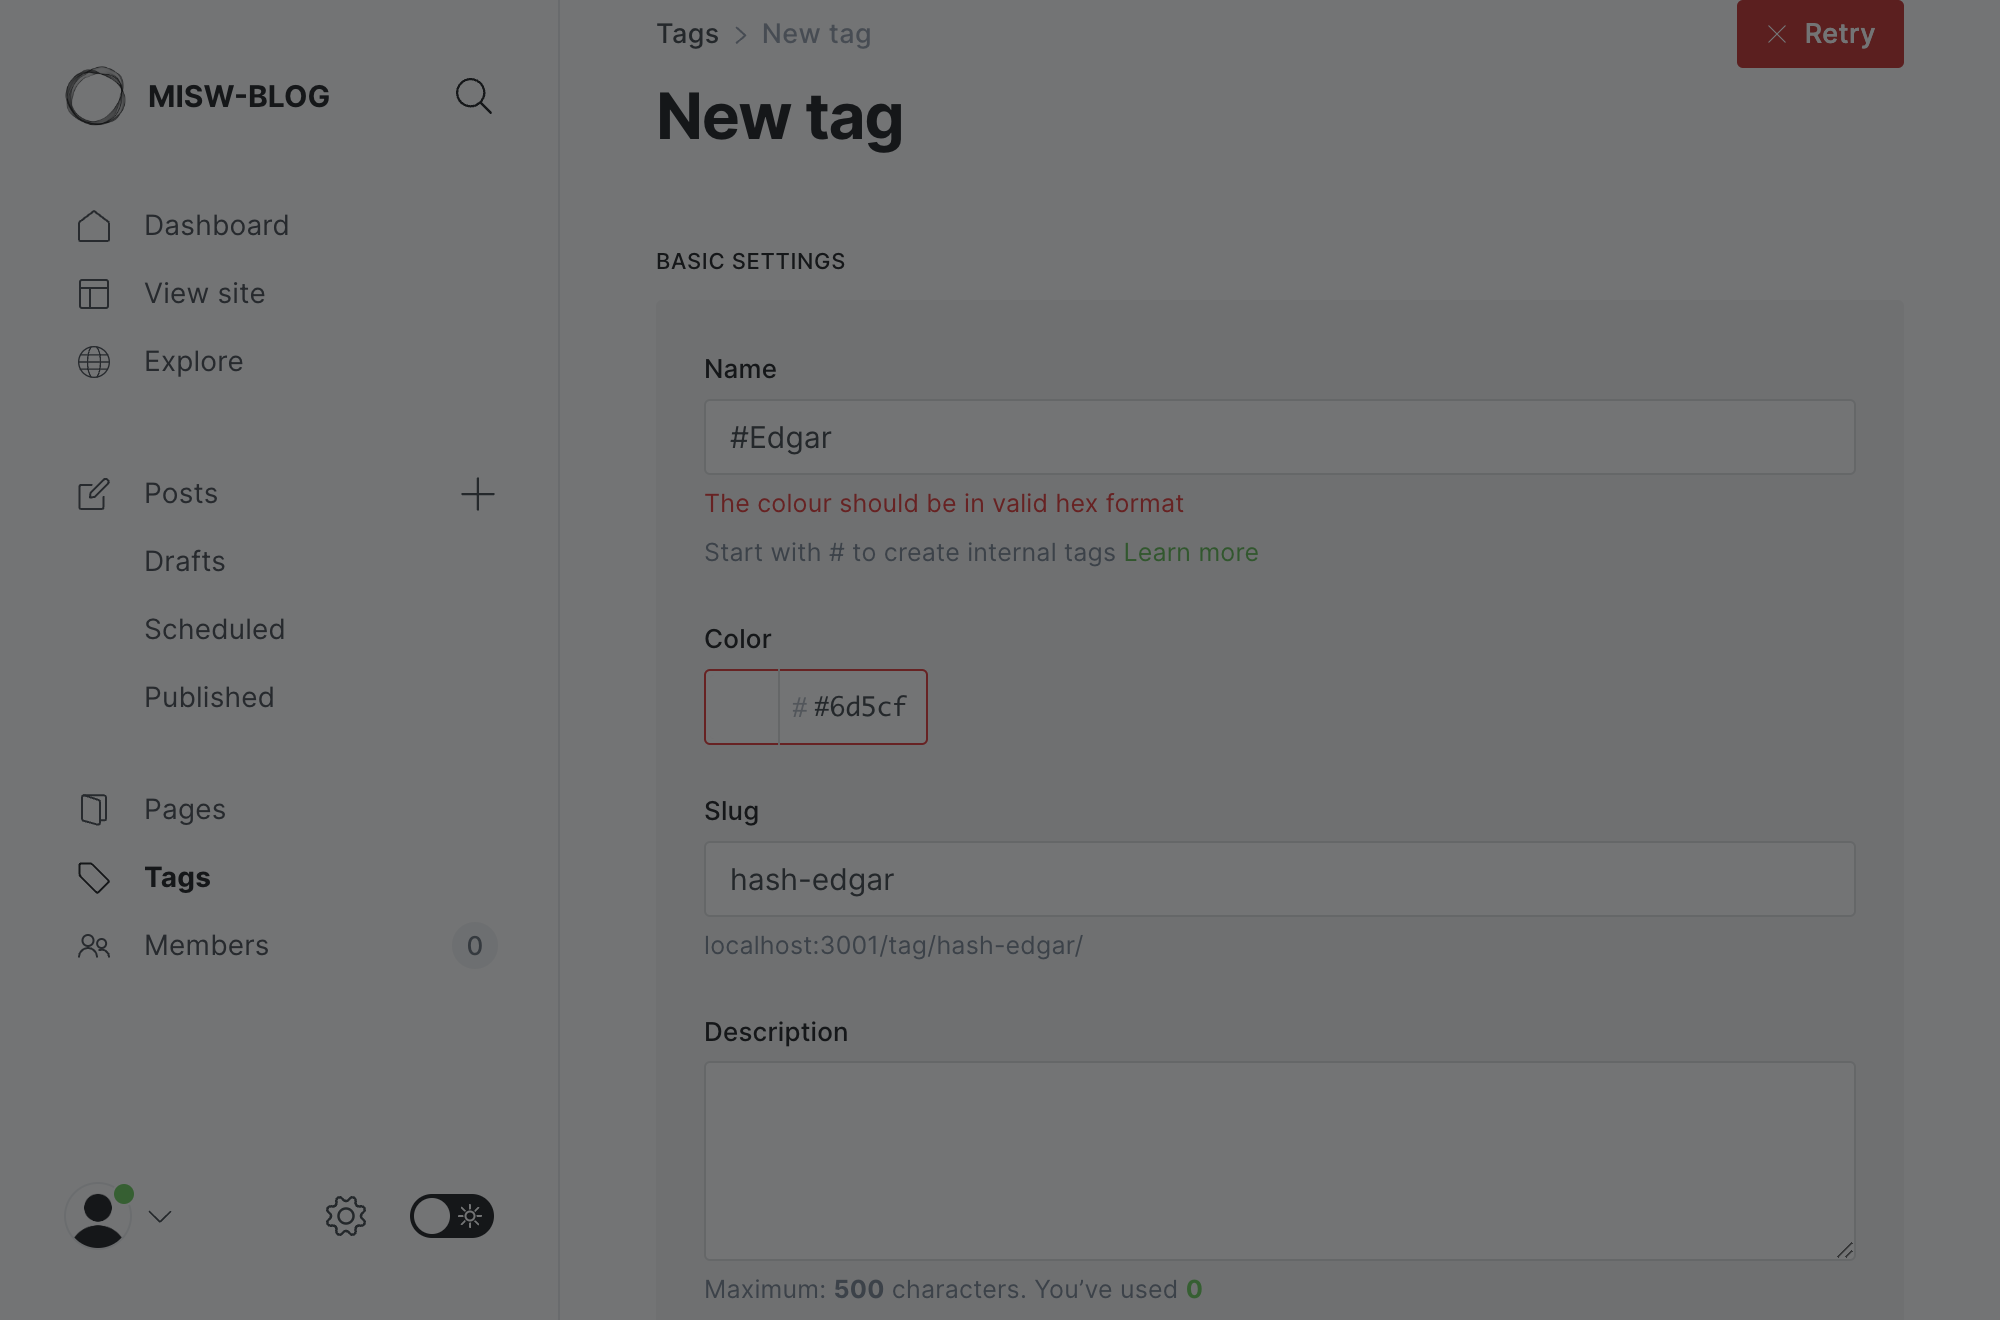 MISW-BLOG
Dashboard
View site
Explore
Posts
Drafts
Scheduled
Published
Pages
Tags
Members 0
Tags > New tag
Retry
New tag
BASIC SETTINGS
Name
#Edgar
The colour should be in valid hex format
Start with # to create internal tags Learn more
Color
# #6d5cf
Slug
hash-edgar
localhost:3001/tag/hash-edgar/
Description
Maximum: 500 characters. You’ve used 0